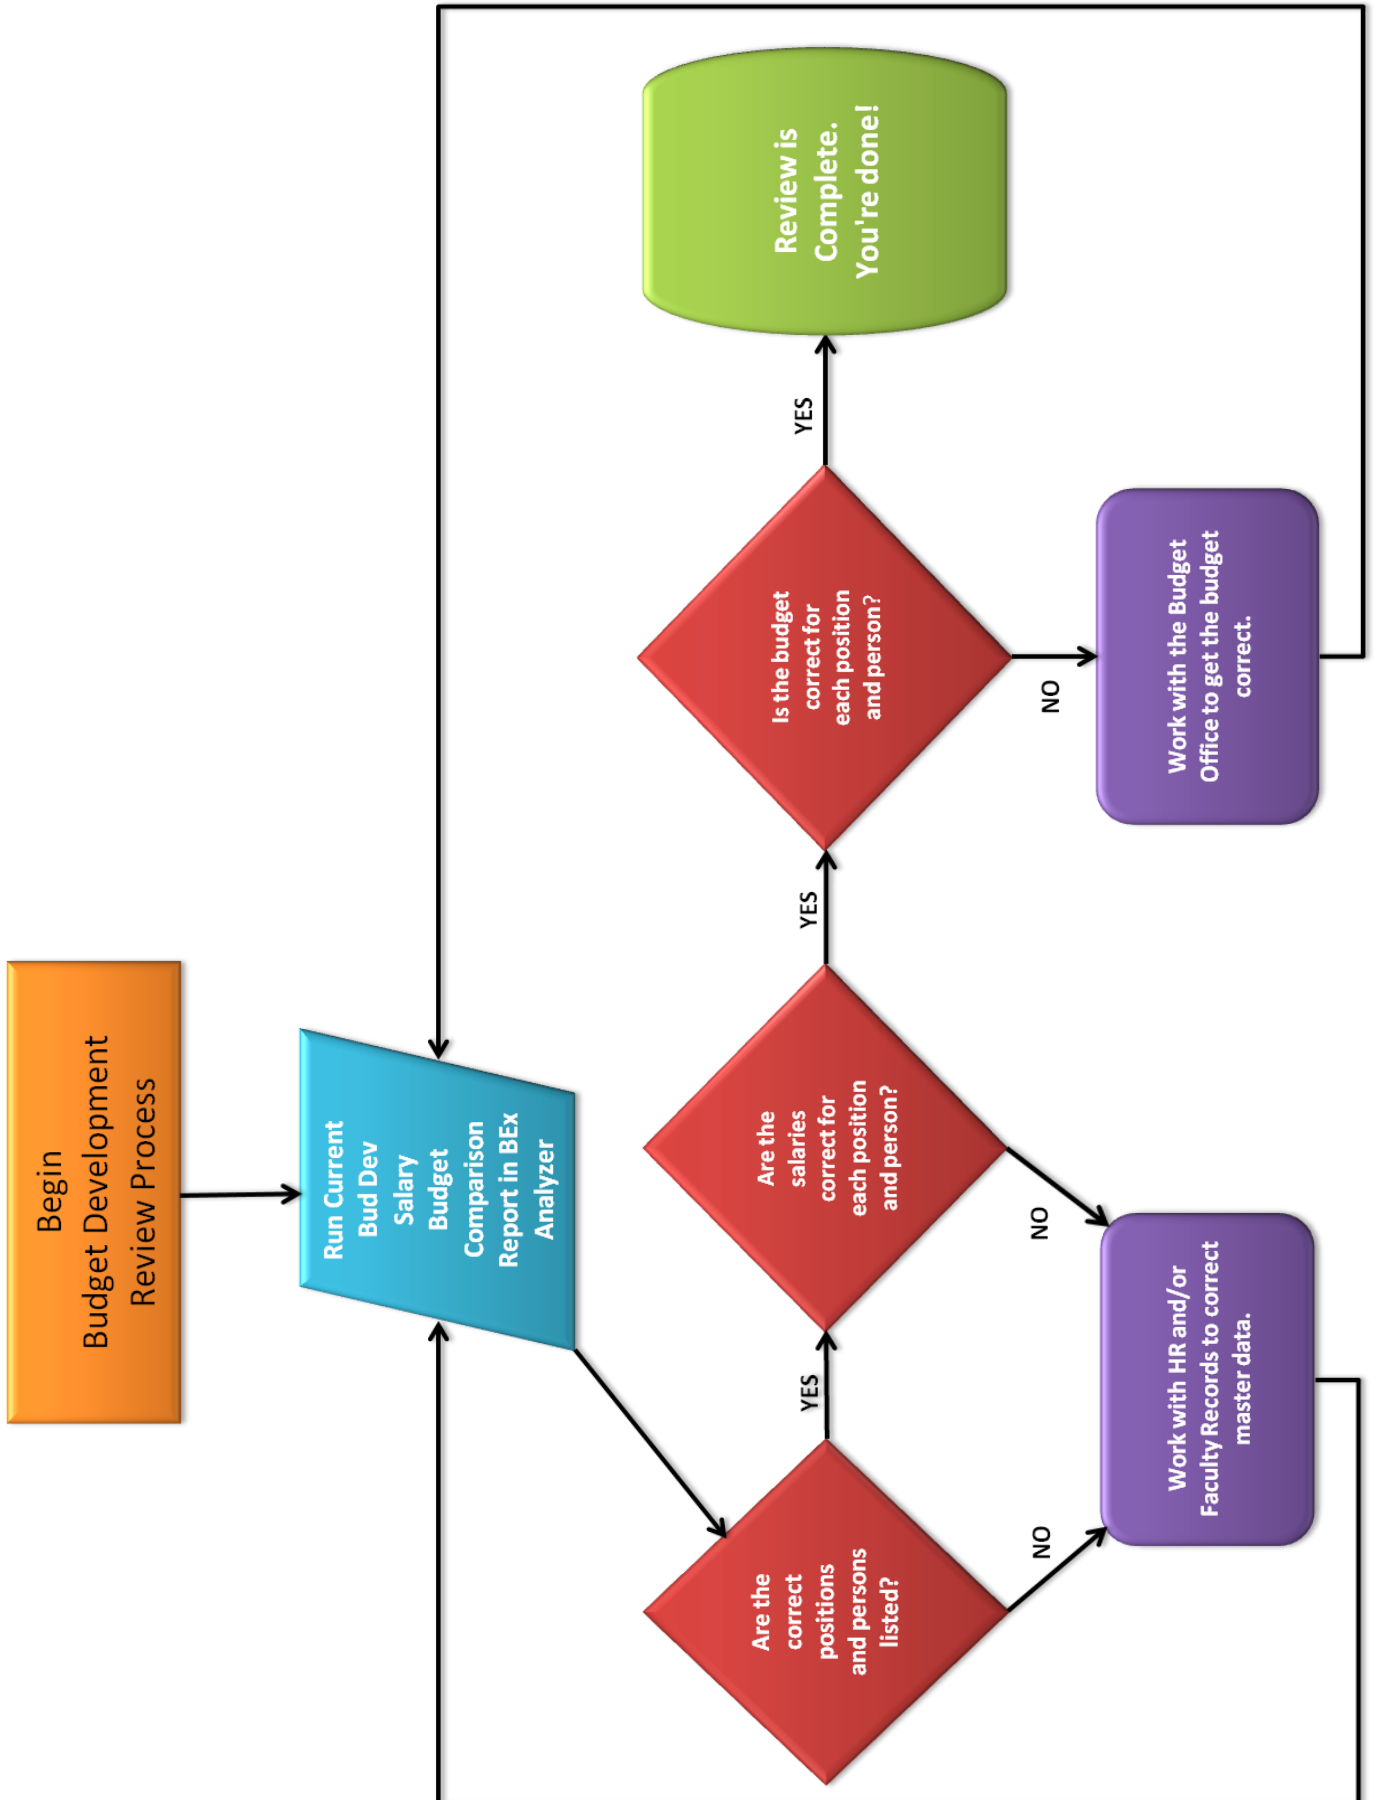 Begin
Budget Development
Review Process
Run Current
Bud Dev
Salary
Budget
Comparison
Report in BEx
Analyzer
Are the
correct
positions
and persons
listed?
YES
NO
Are the
salaries
correct for
each position
and person?
YES
NO
Is the budget
correct for
each position
and person?
YES
NO
Review is
Complete.
You're done!
Work with HR and/or
Faculty Records to correct
master data.
Work with the Budget
Office to get the budget
correct.